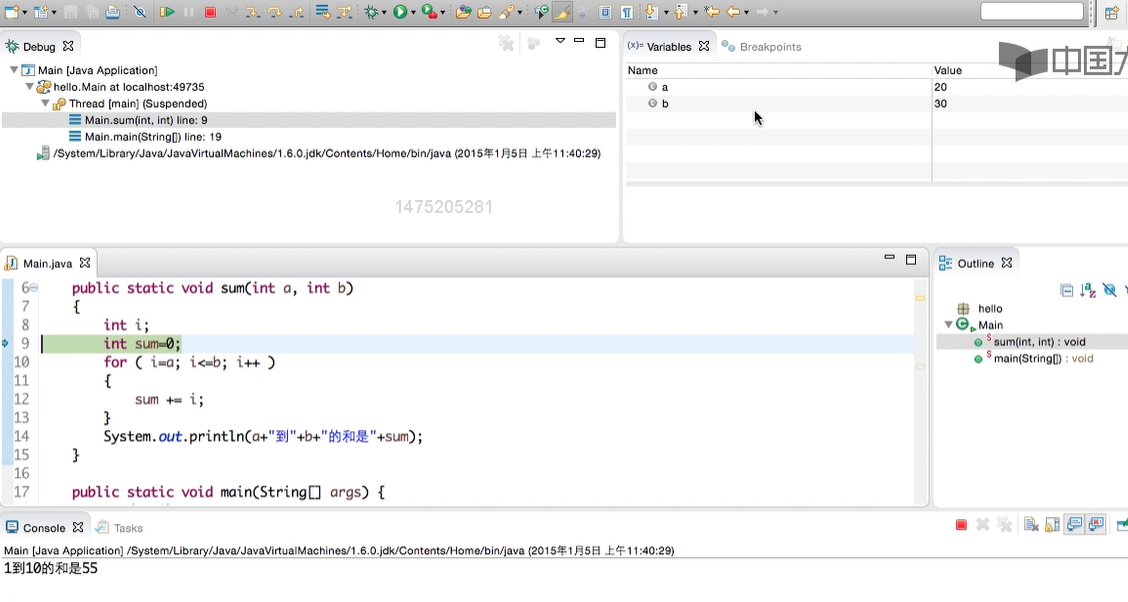 Debug
Main [Java Application]
hello.Main at localhost:49735
Thread [main] (Suspended)
Main.sum(int, int) line: 9
Main.main(String[]) line: 19
/System/Library/Java/JavaVirtualMachines/1.6.0.jdk/Contents/Home/bin/java (2015年1月5日 上午11:40:29)
1475205281
(x)= Variables
Breakpoints
中国大
Name Value
a 20
b 30
Main.java
6 public static void sum(int a, int b)
7 {
8 int i;
9 int sum=0;
10 for ( i=a; i<=b; i++ )
11 {
12 sum += i;
13 }
14 System.out.println(a+"到"+b+"的和是"+sum);
15 }
16
17 public static void main(String[] args) {
Outline
hello
Main
sum(int, int) : void
main(String[]) : void
Console
Tasks
Main [Java Application] /System/Library/Java/JavaVirtualMachines/1.6.0.jdk/Contents/Home/bin/java (2015年1月5日 上午11:40:29)
1到10的和是55